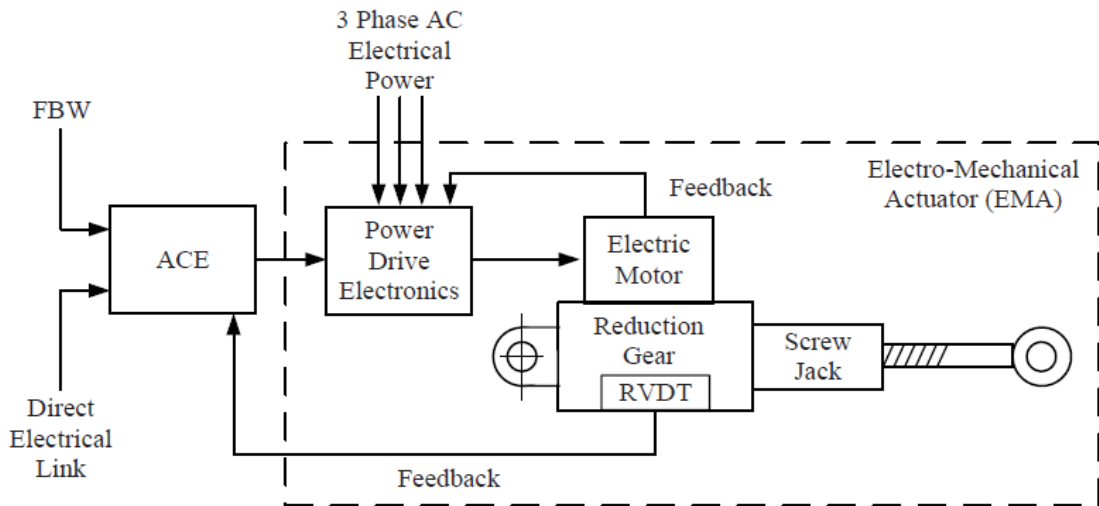 3 Phase AC
Electrical
Power
FBW
Electro-Mechanical
Actuator (EMA)
Feedback
Power
Drive
Electronics
Electric
Motor
ACE
Reduction
Gear
Screw
Jack
RVDT
Direct
Electrical
Link
Feedback